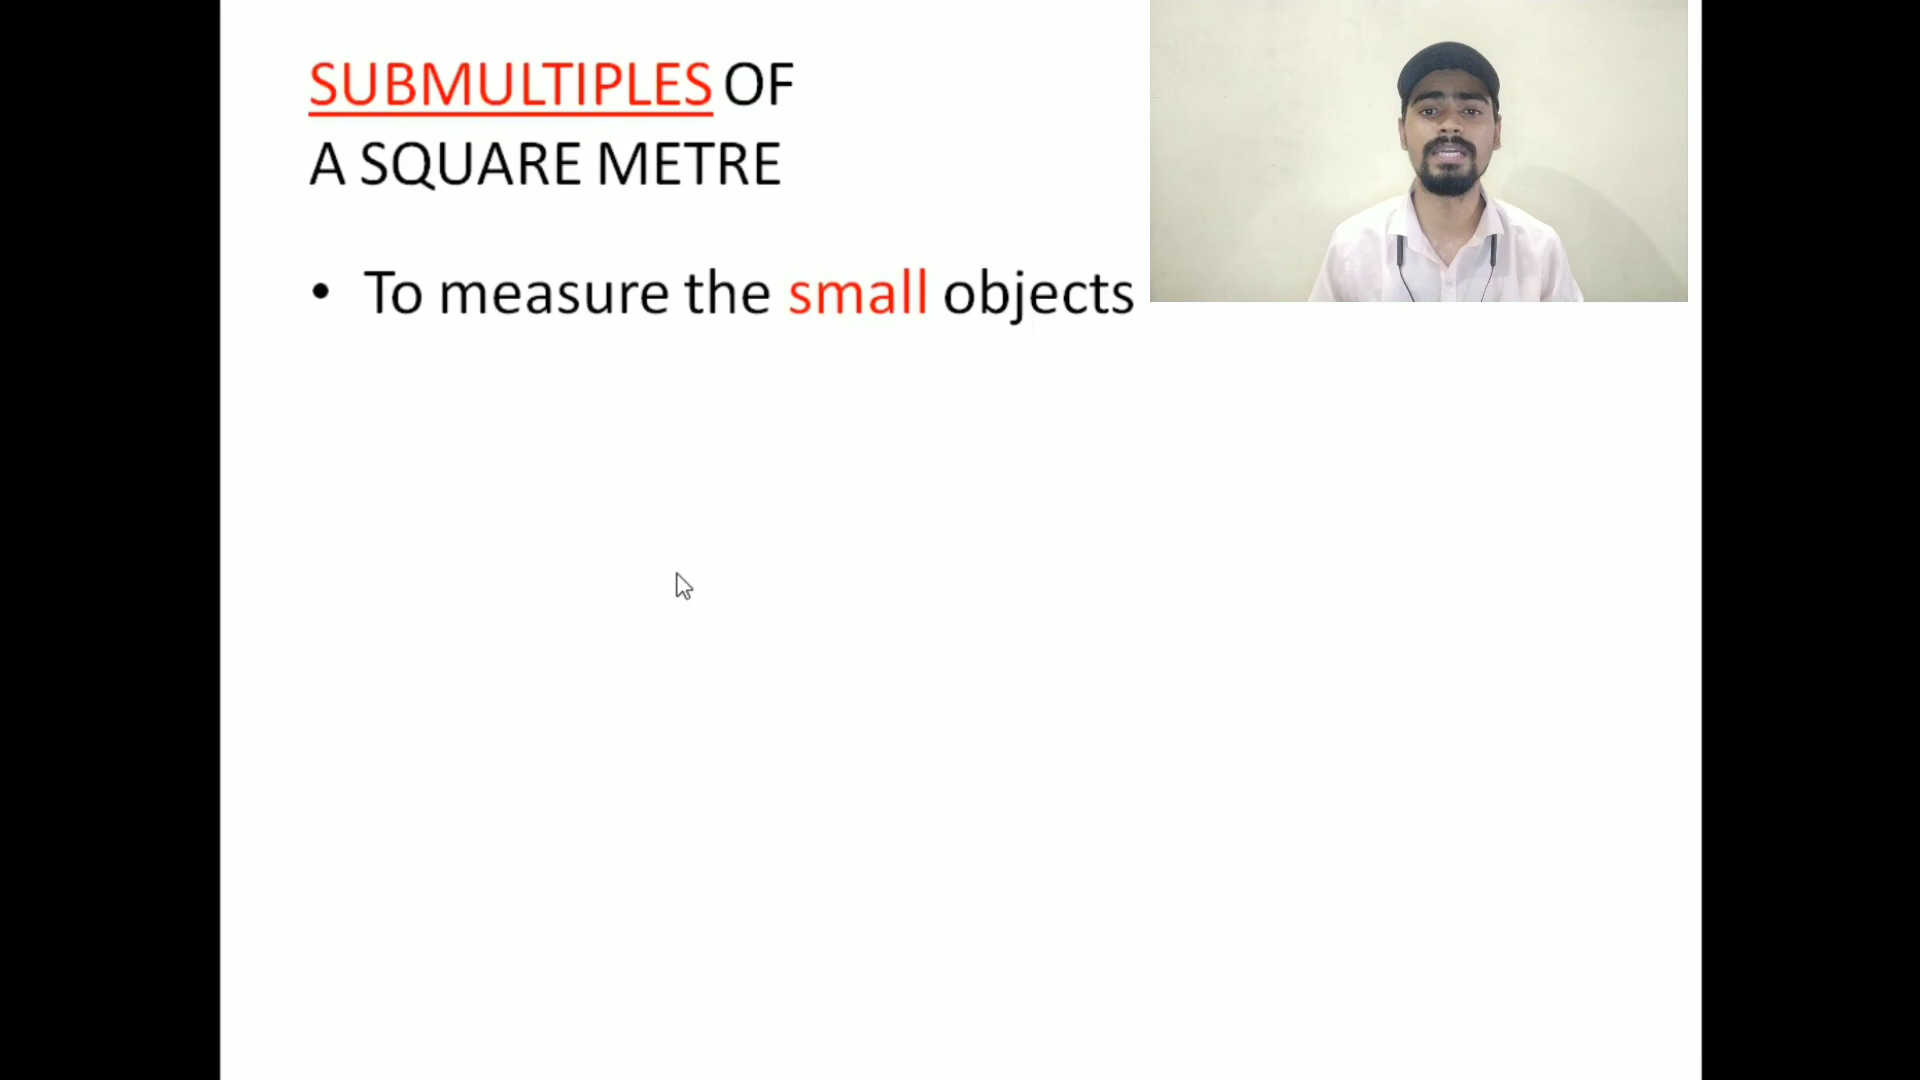 SUBMULTIPLES OF
A SQUARE METRE
• To measure the small objects